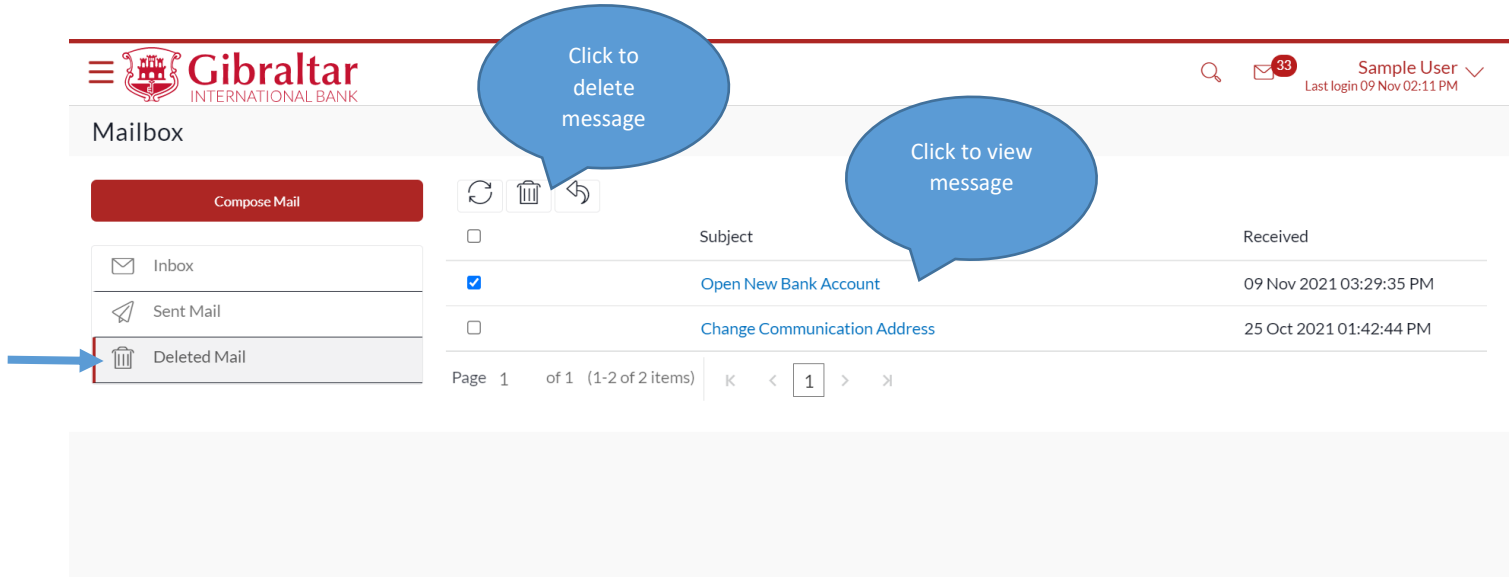 Click to
delete
message
Gibraltar
INTERNATIONAL BANK
33
Sample User
Last login 09 Nov 02:11 PM
Mailbox
Click to view
message
Compose Mail
Inbox
Sent Mail
Deleted Mail
Subject Received
Open New Bank Account 09 Nov 2021 03:29:35 PM
Change Communication Address 25 Oct 2021 01:42:44 PM
Page 1 of 1 (1-2 of 2 items) 1